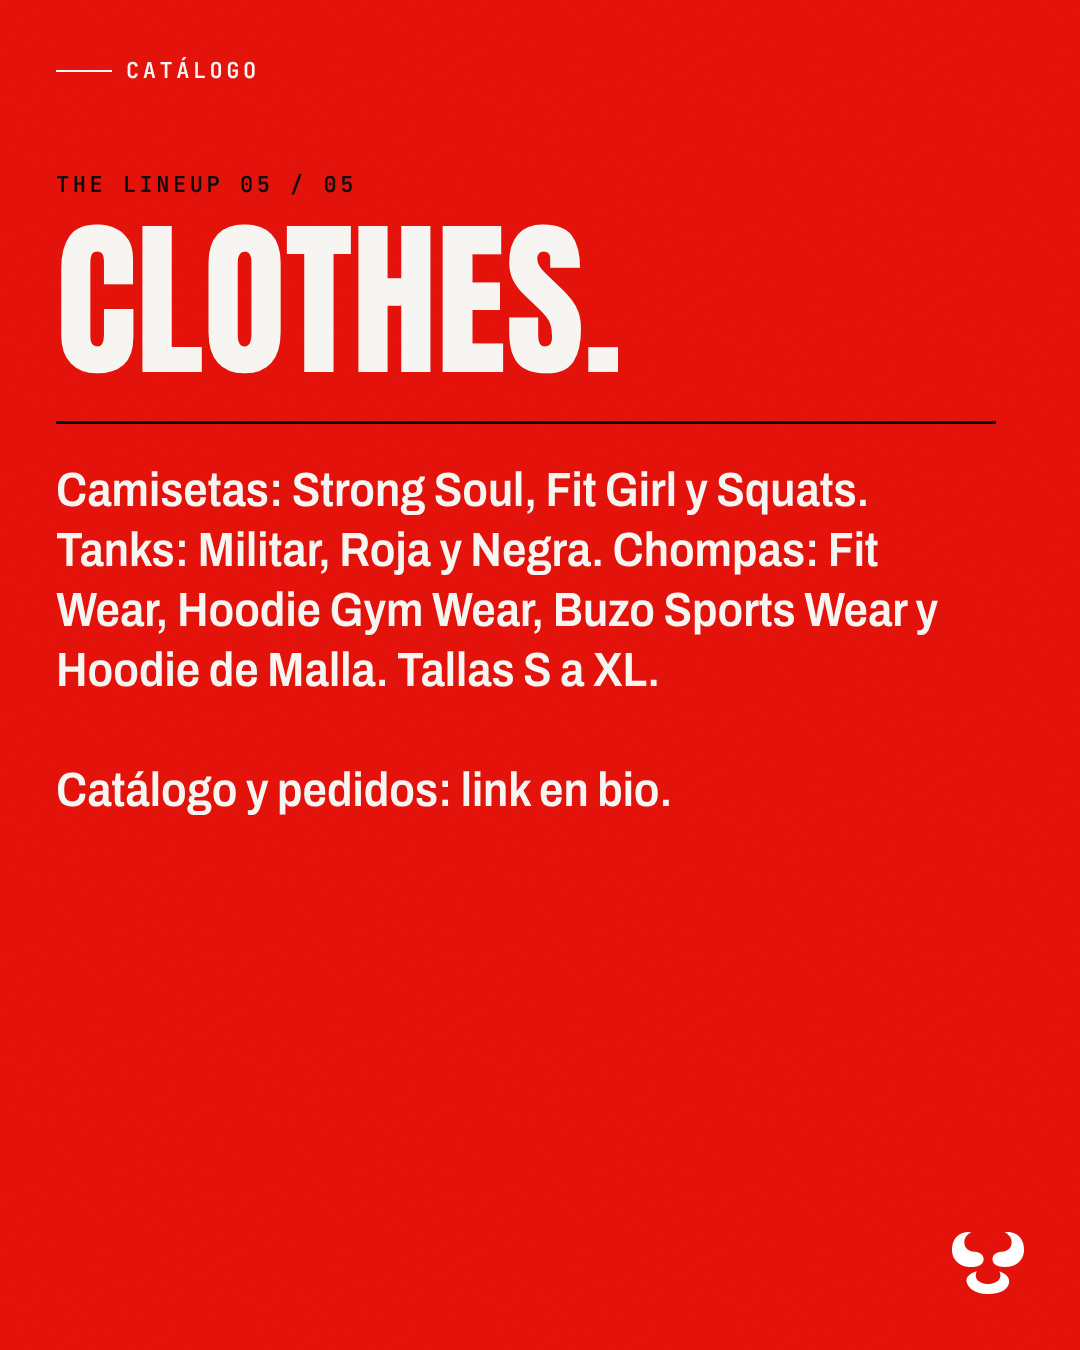 CATÁLOGO
THE LINEUP 05 / 05
CLOTHES.
Camisetas: Strong Soul, Fit Girl y Squats.
Tanks: Militar, Roja y Negra. Chompas: Fit
Wear, Hoodie Gym Wear, Buzo Sports Wear y
Hoodie de Malla. Tallas S a XL.
Catálogo y pedidos: link en bio.